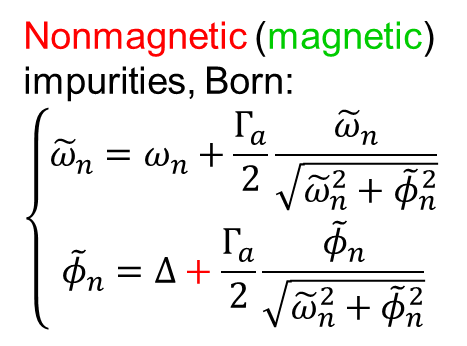 Nonmagnetic (magnetic)
impurities, Born:
ω̃ₙ = ωₙ + Γₐ/2 ω̃ₙ/√(ω̃ₙ² + ϕ̃ₙ²)
ϕ̃ₙ = Δ + Γₐ/2 ϕ̃ₙ/√(ω̃ₙ² + ϕ̃ₙ²)